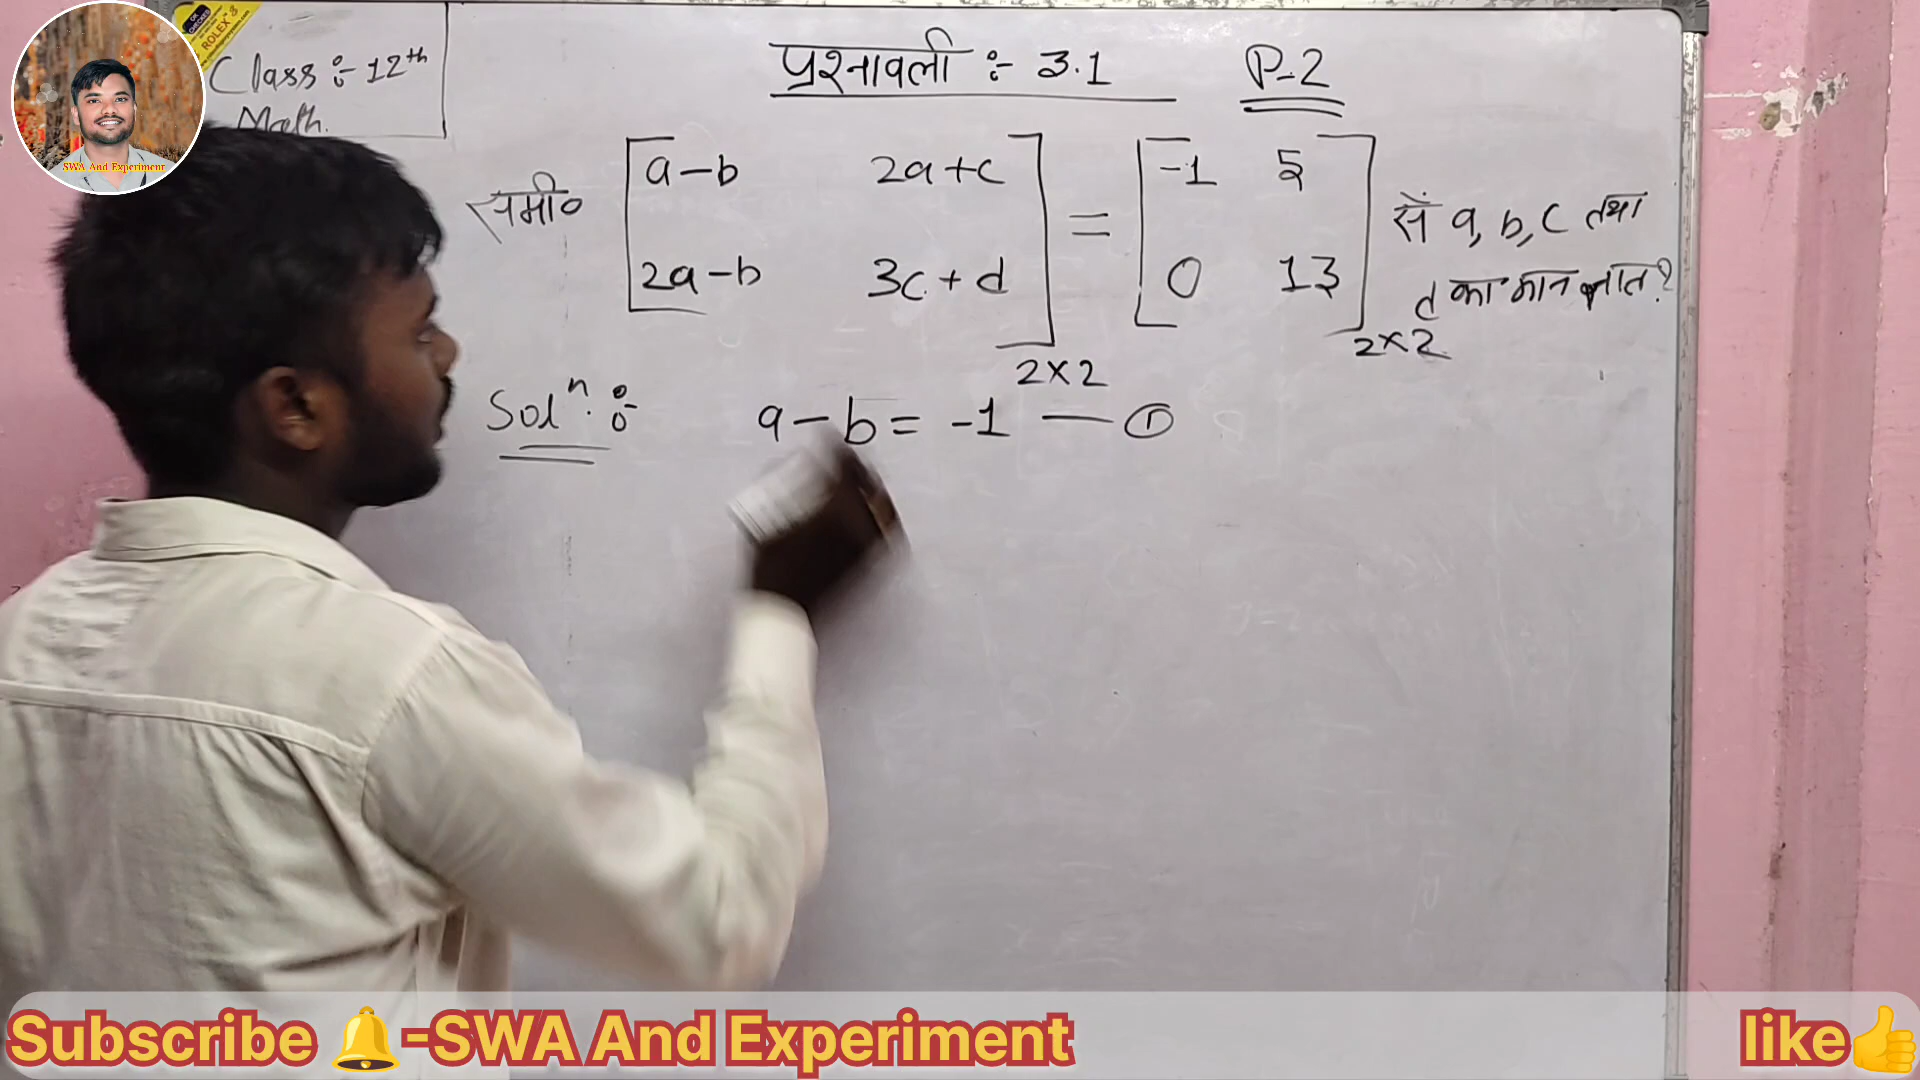 ROLEX
Class :- 12th
Math.
SWA And Experiment
प्रश्नावली :- 3.1 P-2
समी० [a-b 2a+c] = [-1 5] से a, b, c तथा
[2a-b 3c+d] [0 13] d का मान ज्ञात?
2×2 2×2
Solⁿ. :- a-b = -1 — ①
Subscribe 🔔-SWA And Experiment like👍